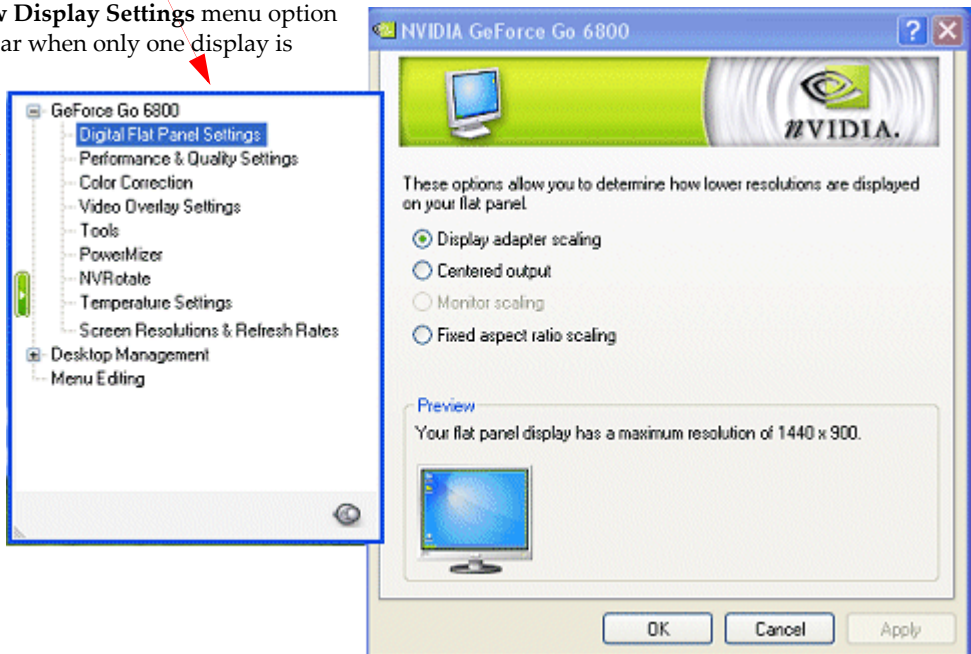 Display Settings menu option
ar when only one display is
GeForce Go 6800
Digital Flat Panel Settings
Performance & Quality Settings
Color Correction
Video Overlay Settings
Tools
PowerMizer
NVRotate
Temperature Settings
Screen Resolutions & Refresh Rates
Desktop Management
Menu Editing
NVIDIA GeForce Go 6800
NVIDIA.
These options allow you to determine how lower resolutions are displayed
on your flat panel.
Display adapter scaling
Centered output
Monitor scaling
Fixed aspect ratio scaling
Preview
Your flat panel display has a maximum resolution of 1440 x 900.
OK Cancel Apply